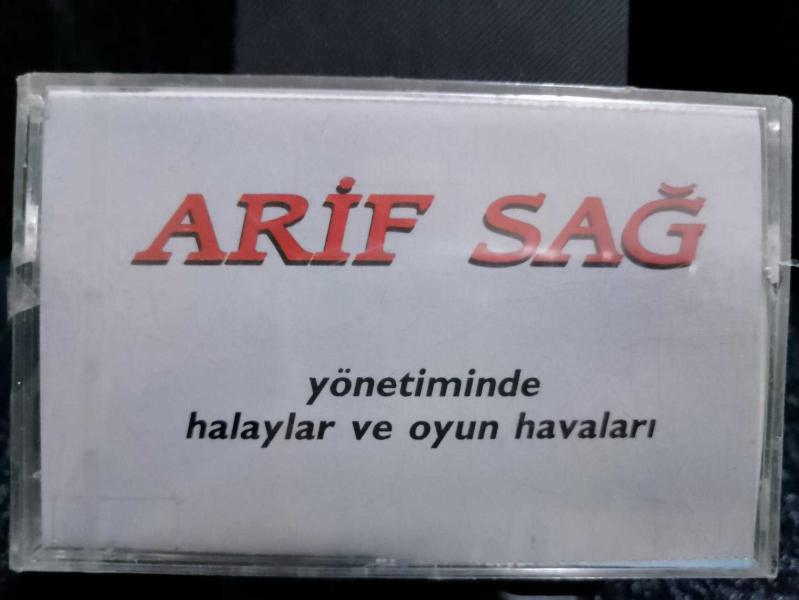 ARİF SAĞ
yönetiminde
halaylar ve oyun havaları